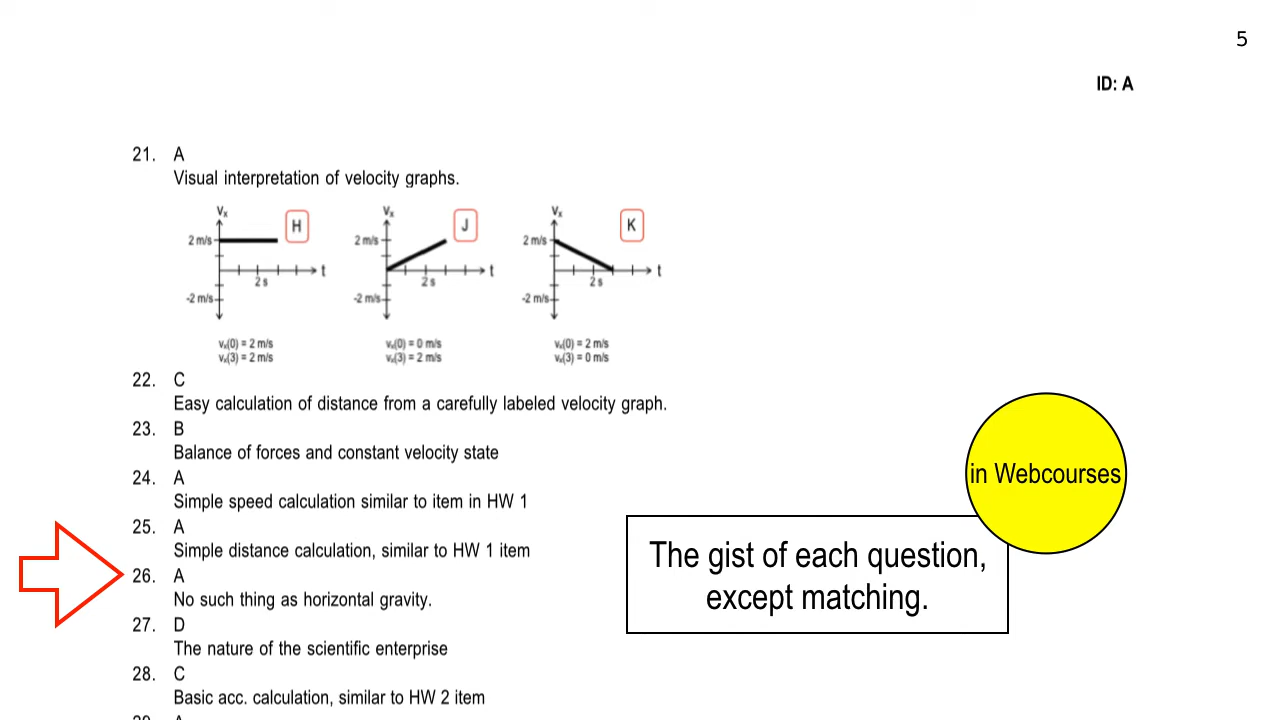 5
ID: A
21. A
Visual interpretation of velocity graphs.
Vx
H
2 m/s
t
2 s
-2 m/s
vx(0) = 2 m/s
vx(3) = 2 m/s
Vx
J
2 m/s
t
2 s
-2 m/s
vx(0) = 0 m/s
vx(3) = 2 m/s
Vx
K
2 m/s
t
2 s
-2 m/s
vx(0) = 2 m/s
vx(3) = 0 m/s
22. C
Easy calculation of distance from a carefully labeled velocity graph.
23. B
Balance of forces and constant velocity state
24. A
Simple speed calculation similar to item in HW 1
25. A
Simple distance calculation, similar to HW 1 item
26. A
No such thing as horizontal gravity.
27. D
The nature of the scientific enterprise
28. C
Basic acc. calculation, similar to HW 2 item
in Webcourses
The gist of each question,
except matching.